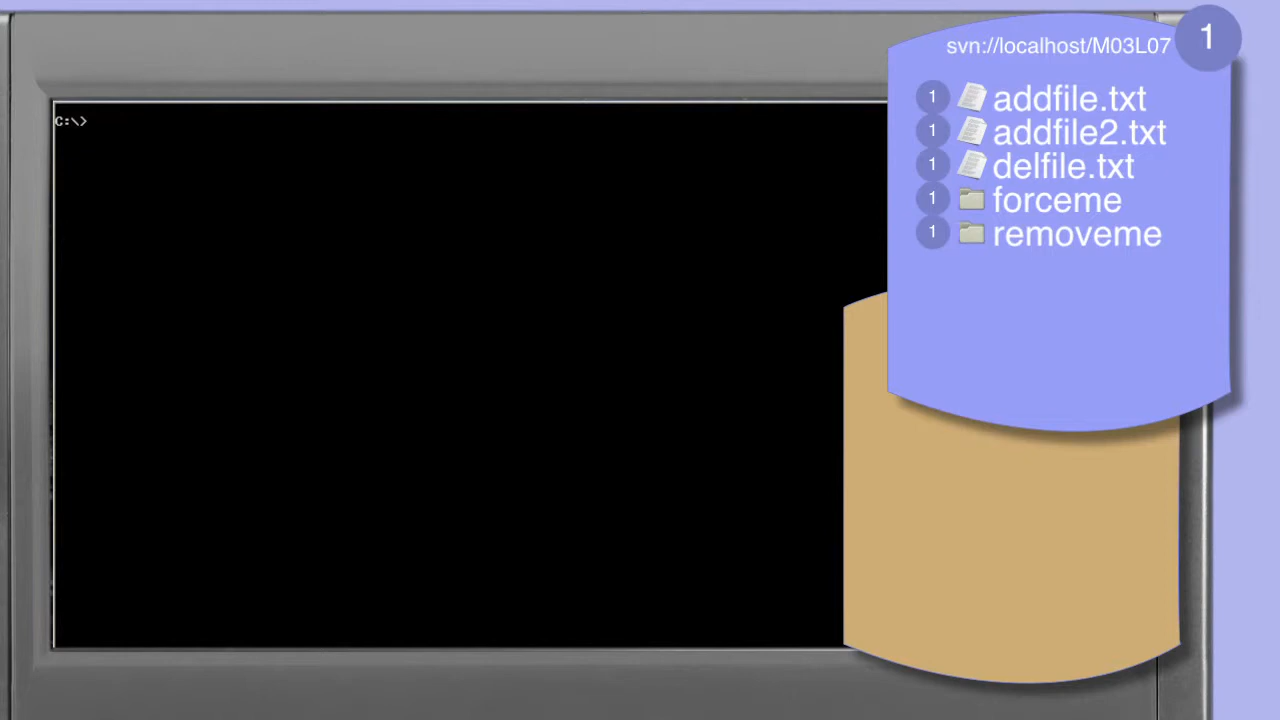 C:\>
svn://localhost/M03L07
1
1 addfile.txt
1 addfile2.txt
1 delfile.txt
1 forceme
1 removeme